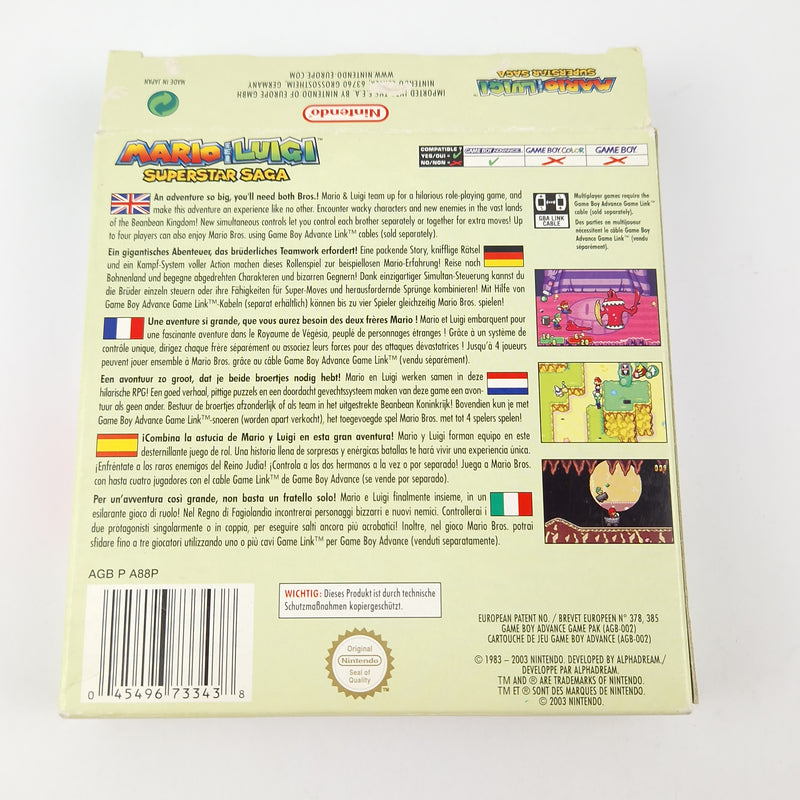 MADE IN JAPAN
WWW.NINTENDO-EUROPE.COM
NINTENDO CENTER, 63760 GROSSOSTHEIM, GERMANY
IMPORTED INTO THE E.E.A. BY NINTENDO OF EUROPE GMBH
Nintendo®
MARIO & LUIGI
SUPERSTAR SAGA
MARIO & LUIGI™
SUPERSTAR SAGA
COMPATIBLE ?
YES/OUI =
NO/NON =
GAME BOY ADVANCE
GAME BOY COLOR
GAME BOY
An adventure so big, you'll need both Bros.! Mario & Luigi team up for a hilarious role-playing game, and
make this adventure an experience like no other. Encounter wacky characters and new enemies in the vast lands
of the Beanbean Kingdom! New simultaneous controls let you control each brother separately or together for extra moves! Up
to four players can also enjoy Mario Bros. using Game Boy Advance Game Link™ cables (sold separately).
GBA LINK
CABLE
Multiplayer games require the
Game Boy Advance Game Link™
cable (sold separately).
Des parties en multijoueur
nécessitent le câble Game Boy
Advance Game Link™ (vendu
séparément).
Ein gigantisches Abenteuer, das brüderliches Teamwork erfordert! Eine packende Story, knifflige Rätsel
und ein Kampf-System voller Action machen dieses Rollenspiel zur beispiellosen Mario-Erfahrung! Reise nach
Bohnenland und begegne abgedrehten Charakteren und bizarren Gegnern! Dank einzigartiger Simultan-Steuerung kannst du
die Brüder einzeln steuern oder ihre Fähigkeiten für Super-Moves und herausfordernde Sprünge kombinieren! Mit Hilfe von
Game Boy Advance Game Link™-Kabeln (separat erhältlich) können bis zu vier Spieler gleichzeitig Mario Bros. spielen!
Une aventure si grande, que vous aurez besoin des deux frères Mario ! Mario et Luigi embarquent pour
une fascinante aventure dans le Royaume de Végésia, peuplé de personnages étranges ! Grâce à un système de
contrôle unique, dirigez chaque frère séparément ou associez leurs forces pour des attaques dévastatrices ! Jusqu'à 4 joueurs
peuvent jouer ensemble à Mario Bros. grâce au câble Game Boy Advance Game Link™ (vendu séparément).
Een avontuur zo groot, dat je beide broertjes nodig hebt! Mario en Luigi werken samen in deze
hilarische RPG! Een goed verhaal, pittige puzzels en een doordacht gevechtssysteem maken van deze game een avon-
tuur als geen ander. Bestuur de broertjes afzonderlijk of als team in het uitgestrekte Beanbean Koninkrijk! Bovendien kun je met
Game Boy Advance Game Link™-snoeren (worden apart verkocht), het toegevoegde spel Mario Bros. met tot 4 spelers spelen!
¡Combina la astucia de Mario y Luigi en esta gran aventura! Mario y Luigi forman equipo en este
desternillante juego de rol. Una historia llena de sorpresas y enérgicas batallas te hará vivir una experiencia única.
¡Enfréntate a los raros enemigos del Reino Judía! ¡Controla a los dos hermanos a la vez o por separado! Juega a Mario Bros.
con hasta cuatro jugadores con el cable Game Link™ de Game Boy Advance (se vende por separado).
Per un'avventura così grande, non basta un fratello solo! Mario e Luigi finalmente insieme, in un
esilarante gioco di ruolo! Nel Regno di Fagiolandia incontrerai personaggi bizzarri e nuovi nemici. Controllerai i
due protagonisti singolarmente o in coppia, per eseguire salti ancora più acrobatici! Inoltre, nel gioco Mario Bros. potrai
sfidare fino a tre giocatori utilizzando uno o più cavi Game Link™ per Game Boy Advance (venduti separatamente).
AGB P A88P
0 45496 73343 8
WICHTIG: Dieses Produkt ist durch technische
Schutzmaßnahmen kopiergeschützt.
Original
Nintendo
Seal of
Quality
™
EUROPEAN PATENT NO. / BREVET EUROPEEN N° 378, 385
GAME BOY ADVANCE GAME PAK (AGB-002)
CARTOUCHE DE JEU GAME BOY ADVANCE (AGB-002)
© 1983 - 2003 NINTENDO. DEVELOPED BY ALPHADREAM./
DEVELOPPE PAR ALPHADREAM.
TM AND ® ARE TRADEMARKS OF NINTENDO.
TM ET ® SONT DES MARQUES DE NINTENDO.
© 2003 NINTENDO.